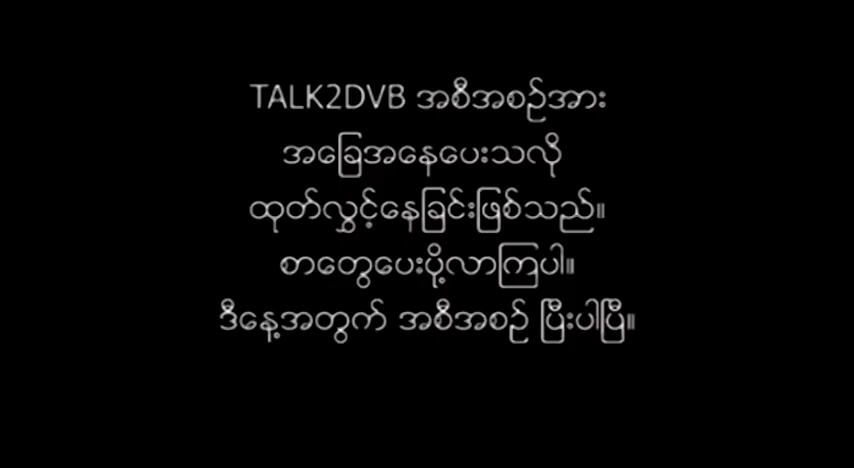 TALK2DVB အစီအစဉ်အား
အခြေအနေပေးသလို
ထုတ်လွှင့်နေခြင်းဖြစ်သည်။
စာတွေပေးပို့လာကြပါ။
ဒီနေ့အတွက် အစီအစဉ် ပြီးပါပြီ။